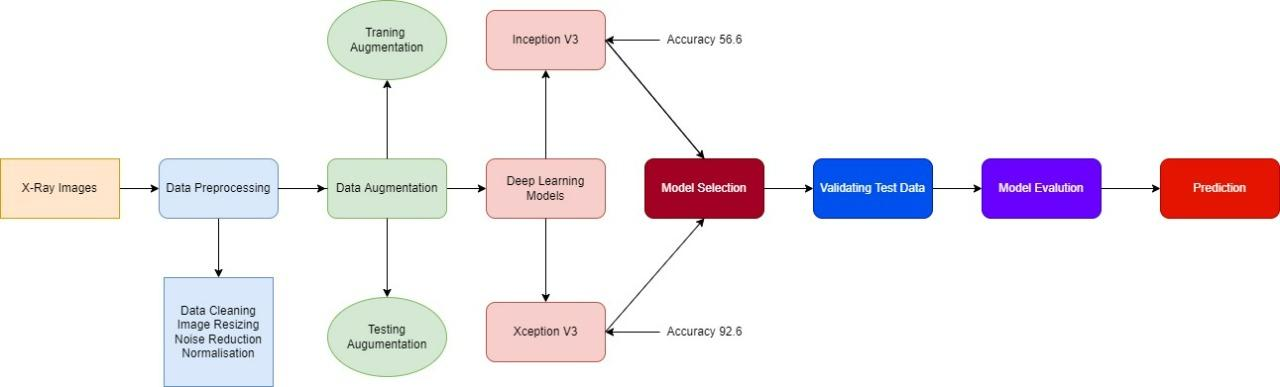 Traning
Augmentation
Inception V3
Accuracy 56.6
X-Ray Images
Data Preprocessing
Data Augmentation
Deep Learning
Models
Model Selection
Validating Test Data
Model Evalution
Prediction
Data Cleaning
Image Resizing
Noise Reduction
Normalisation
Testing
Augumentation
Xception V3
Accuracy 92.6